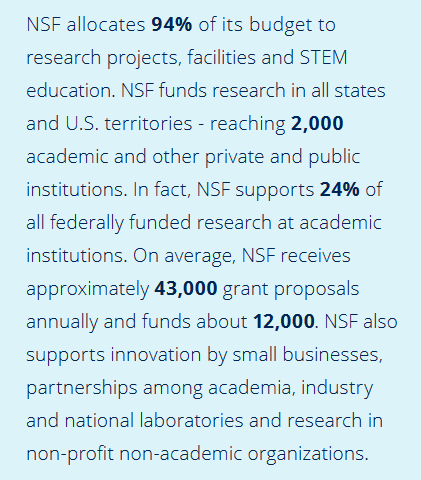 NSF allocates 94% of its budget to
research projects, facilities and STEM
education. NSF funds research in all states
and U.S. territories - reaching 2,000
academic and other private and public
institutions. In fact, NSF supports 24% of
all federally funded research at academic
institutions. On average, NSF receives
approximately 43,000 grant proposals
annually and funds about 12,000. NSF also
supports innovation by small businesses,
partnerships among academia, industry
and national laboratories and research in
non-profit non-academic organizations.